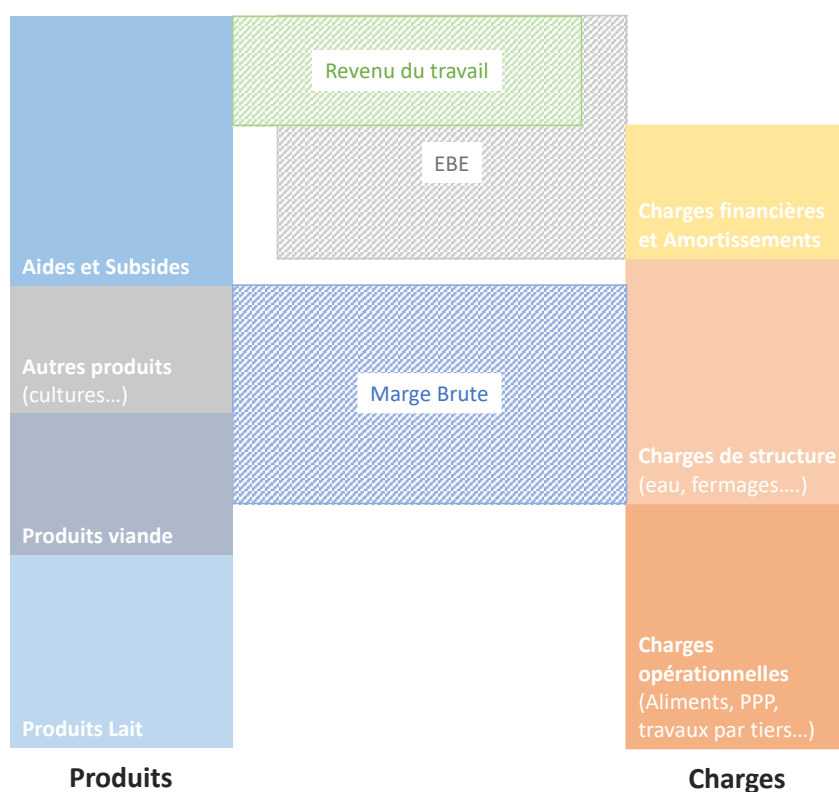 Revenu du travail
EBE
Charges financières
et Amortissements
Aides et Subsides
Autres produits
(cultures…)
Marge Brute
Charges de structure
(eau, fermages….)
Produits viande
Charges
opérationnelles
(Aliments, PPP,
travaux par tiers…)
Produits Lait
Produits
Charges